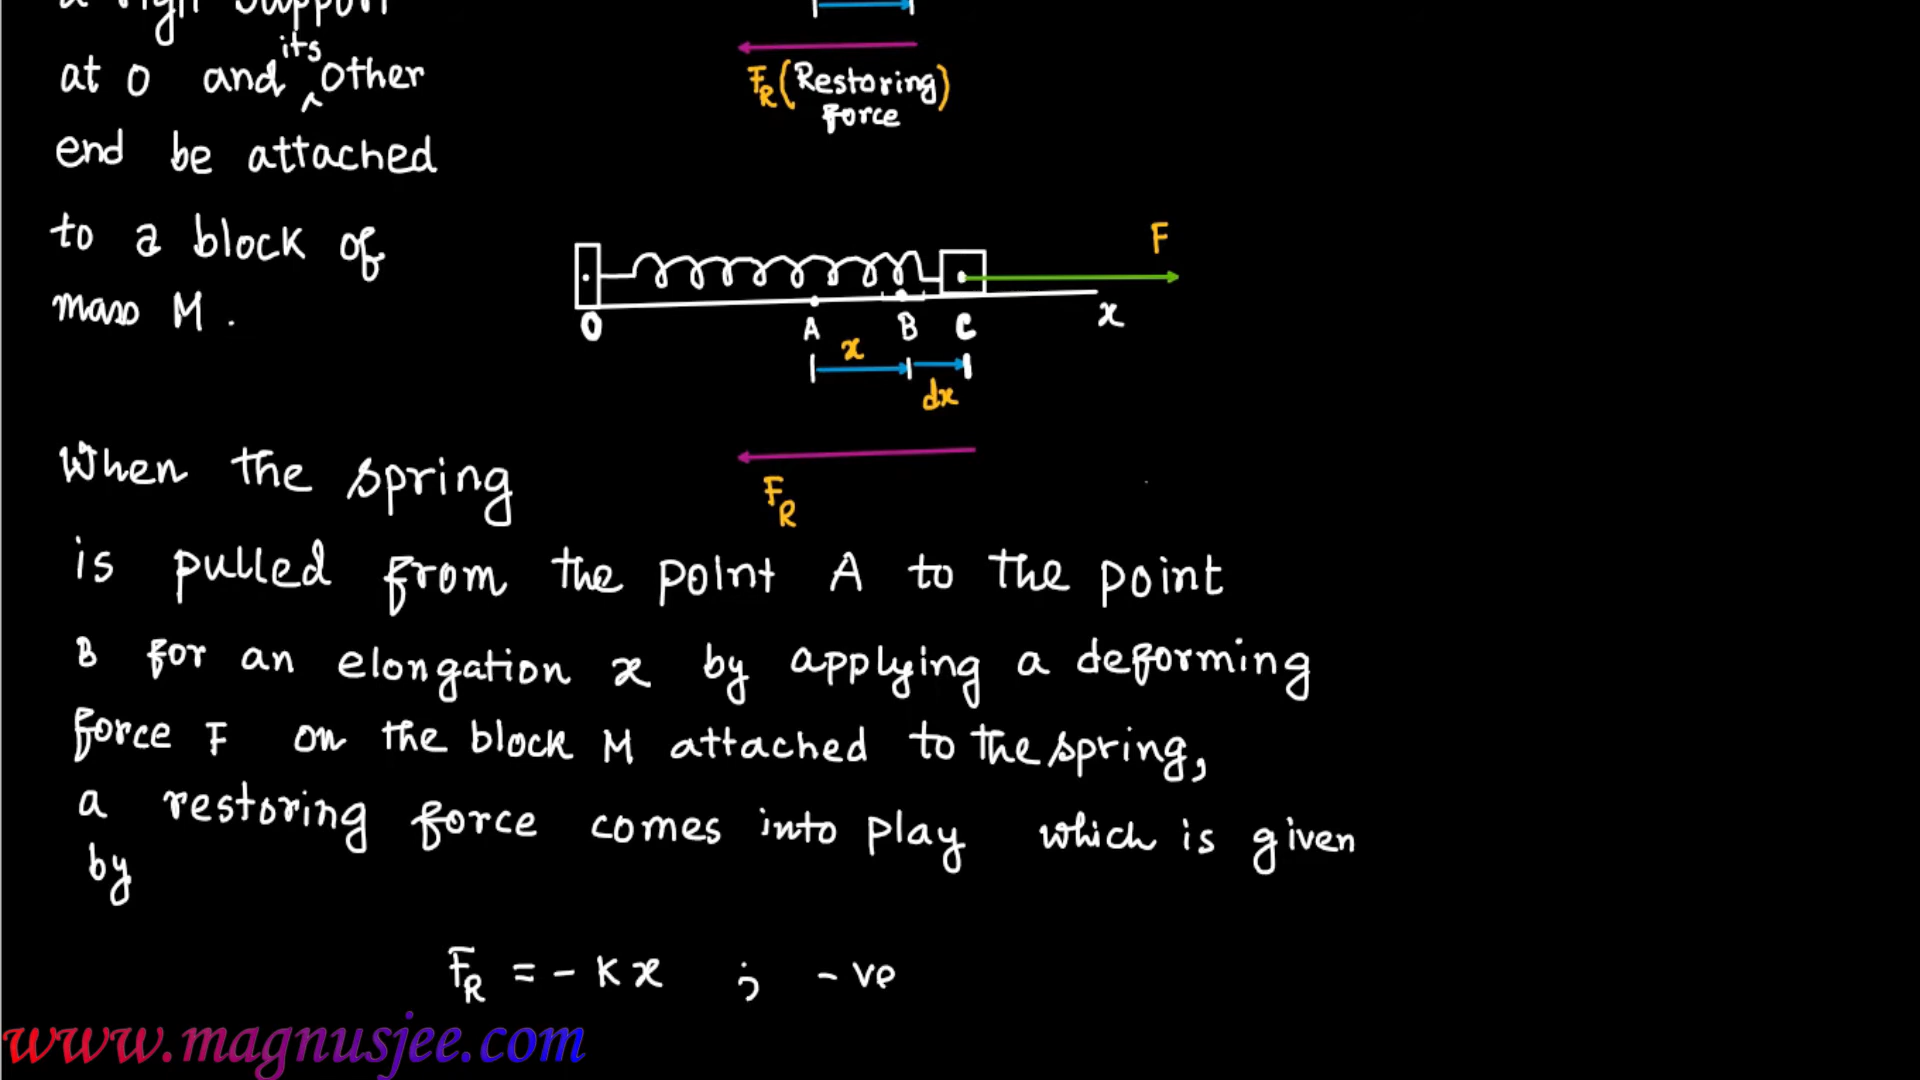 a rigid support
at O and its other
end be attached
to a block of
mass M.
F_R (Restoring
force)
F
O A B C x
x
dx
F_R
When the spring
is pulled from the point A to the point
B for an elongation x by applying a deforming
force F on the block M attached to the spring,
a restoring force comes into play which is given
by
F_R = - K x ; - ve
www.magnusjee.com